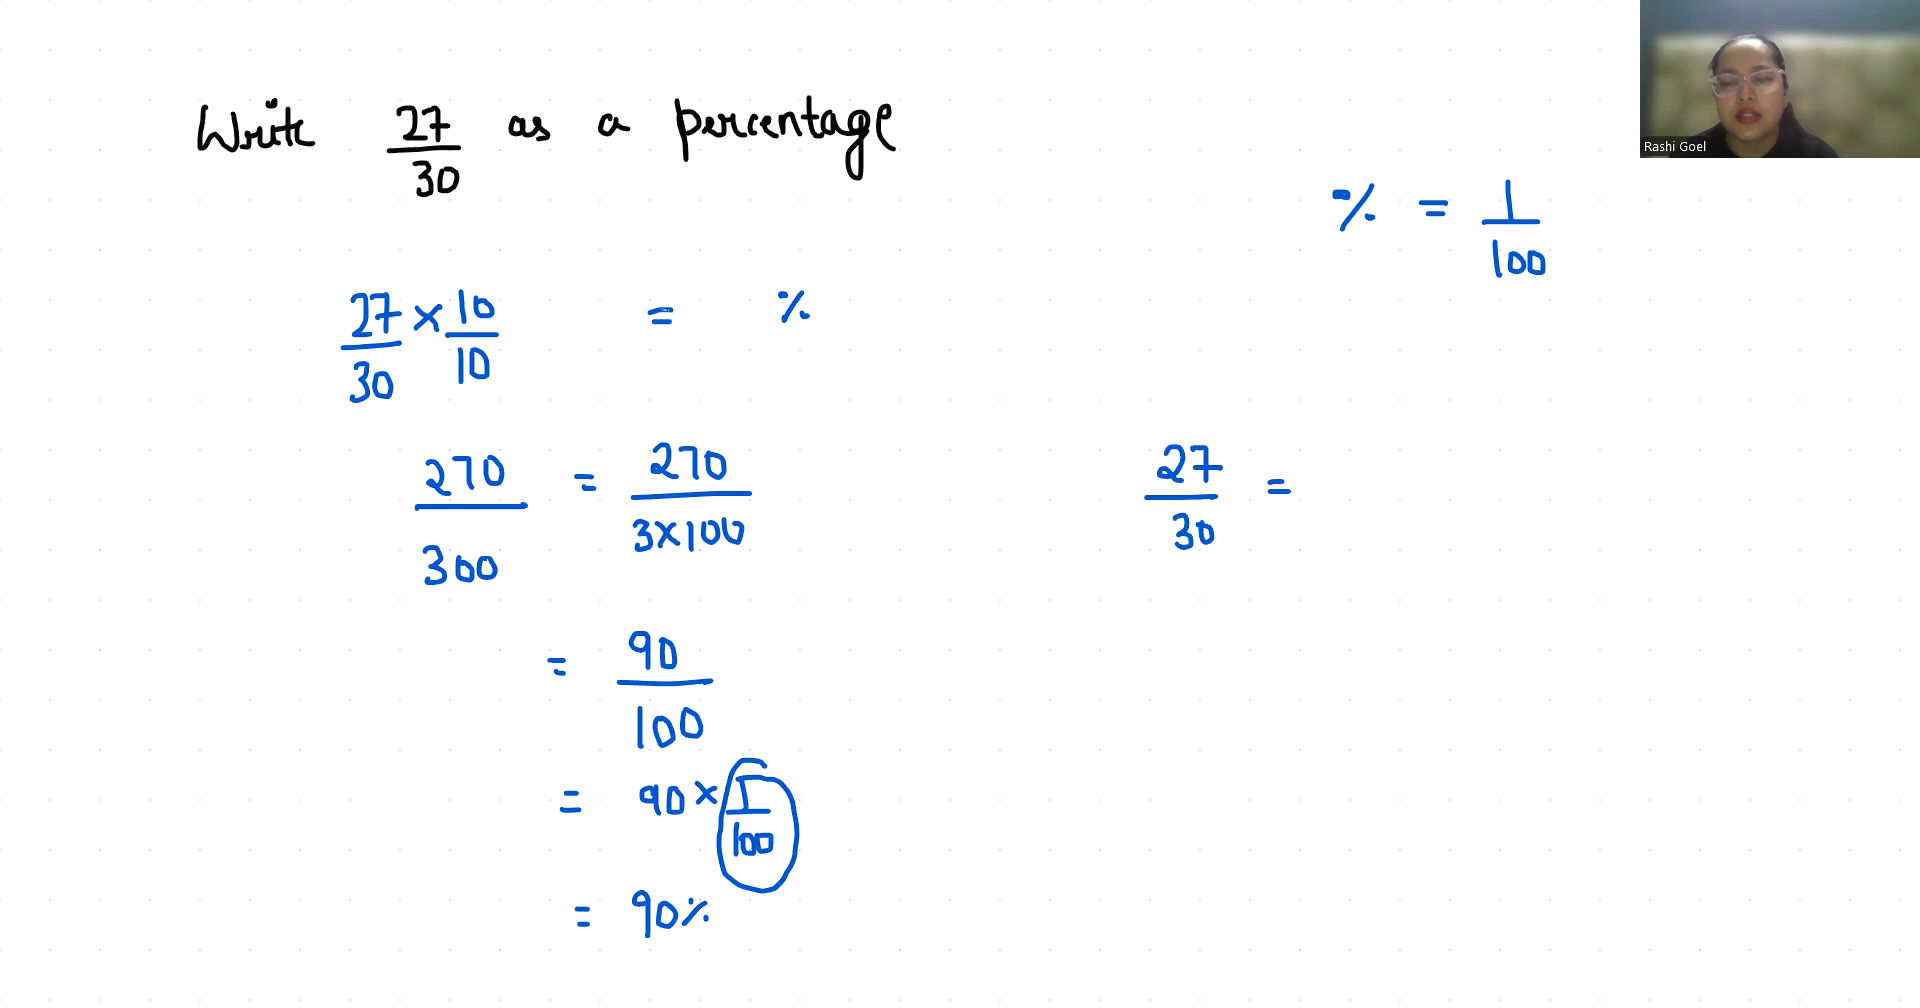 Write 27/30 as a percentage
Rashi Goel
% = 1/100
27/30 × 10/10 = %
270/300 = 270/3×100
27/30 =
= 90/100
= 90 × 1/100
= 90%